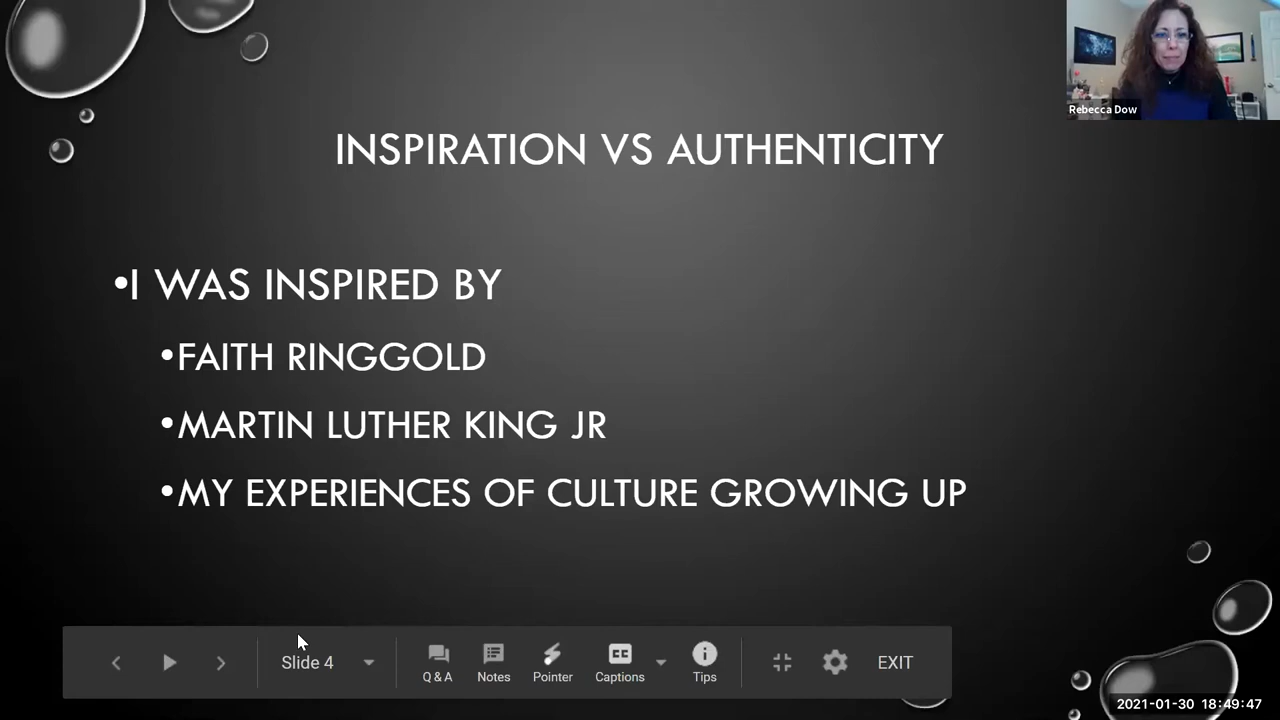 Rebecca Dow
INSPIRATION VS AUTHENTICITY
•I WAS INSPIRED BY
•FAITH RINGGOLD
•MARTIN LUTHER KING JR
•MY EXPERIENCES OF CULTURE GROWING UP
Slide 4
Q & A
Notes
Pointer
CC
Captions
Tips
EXIT
2021-01-30 18:49:47